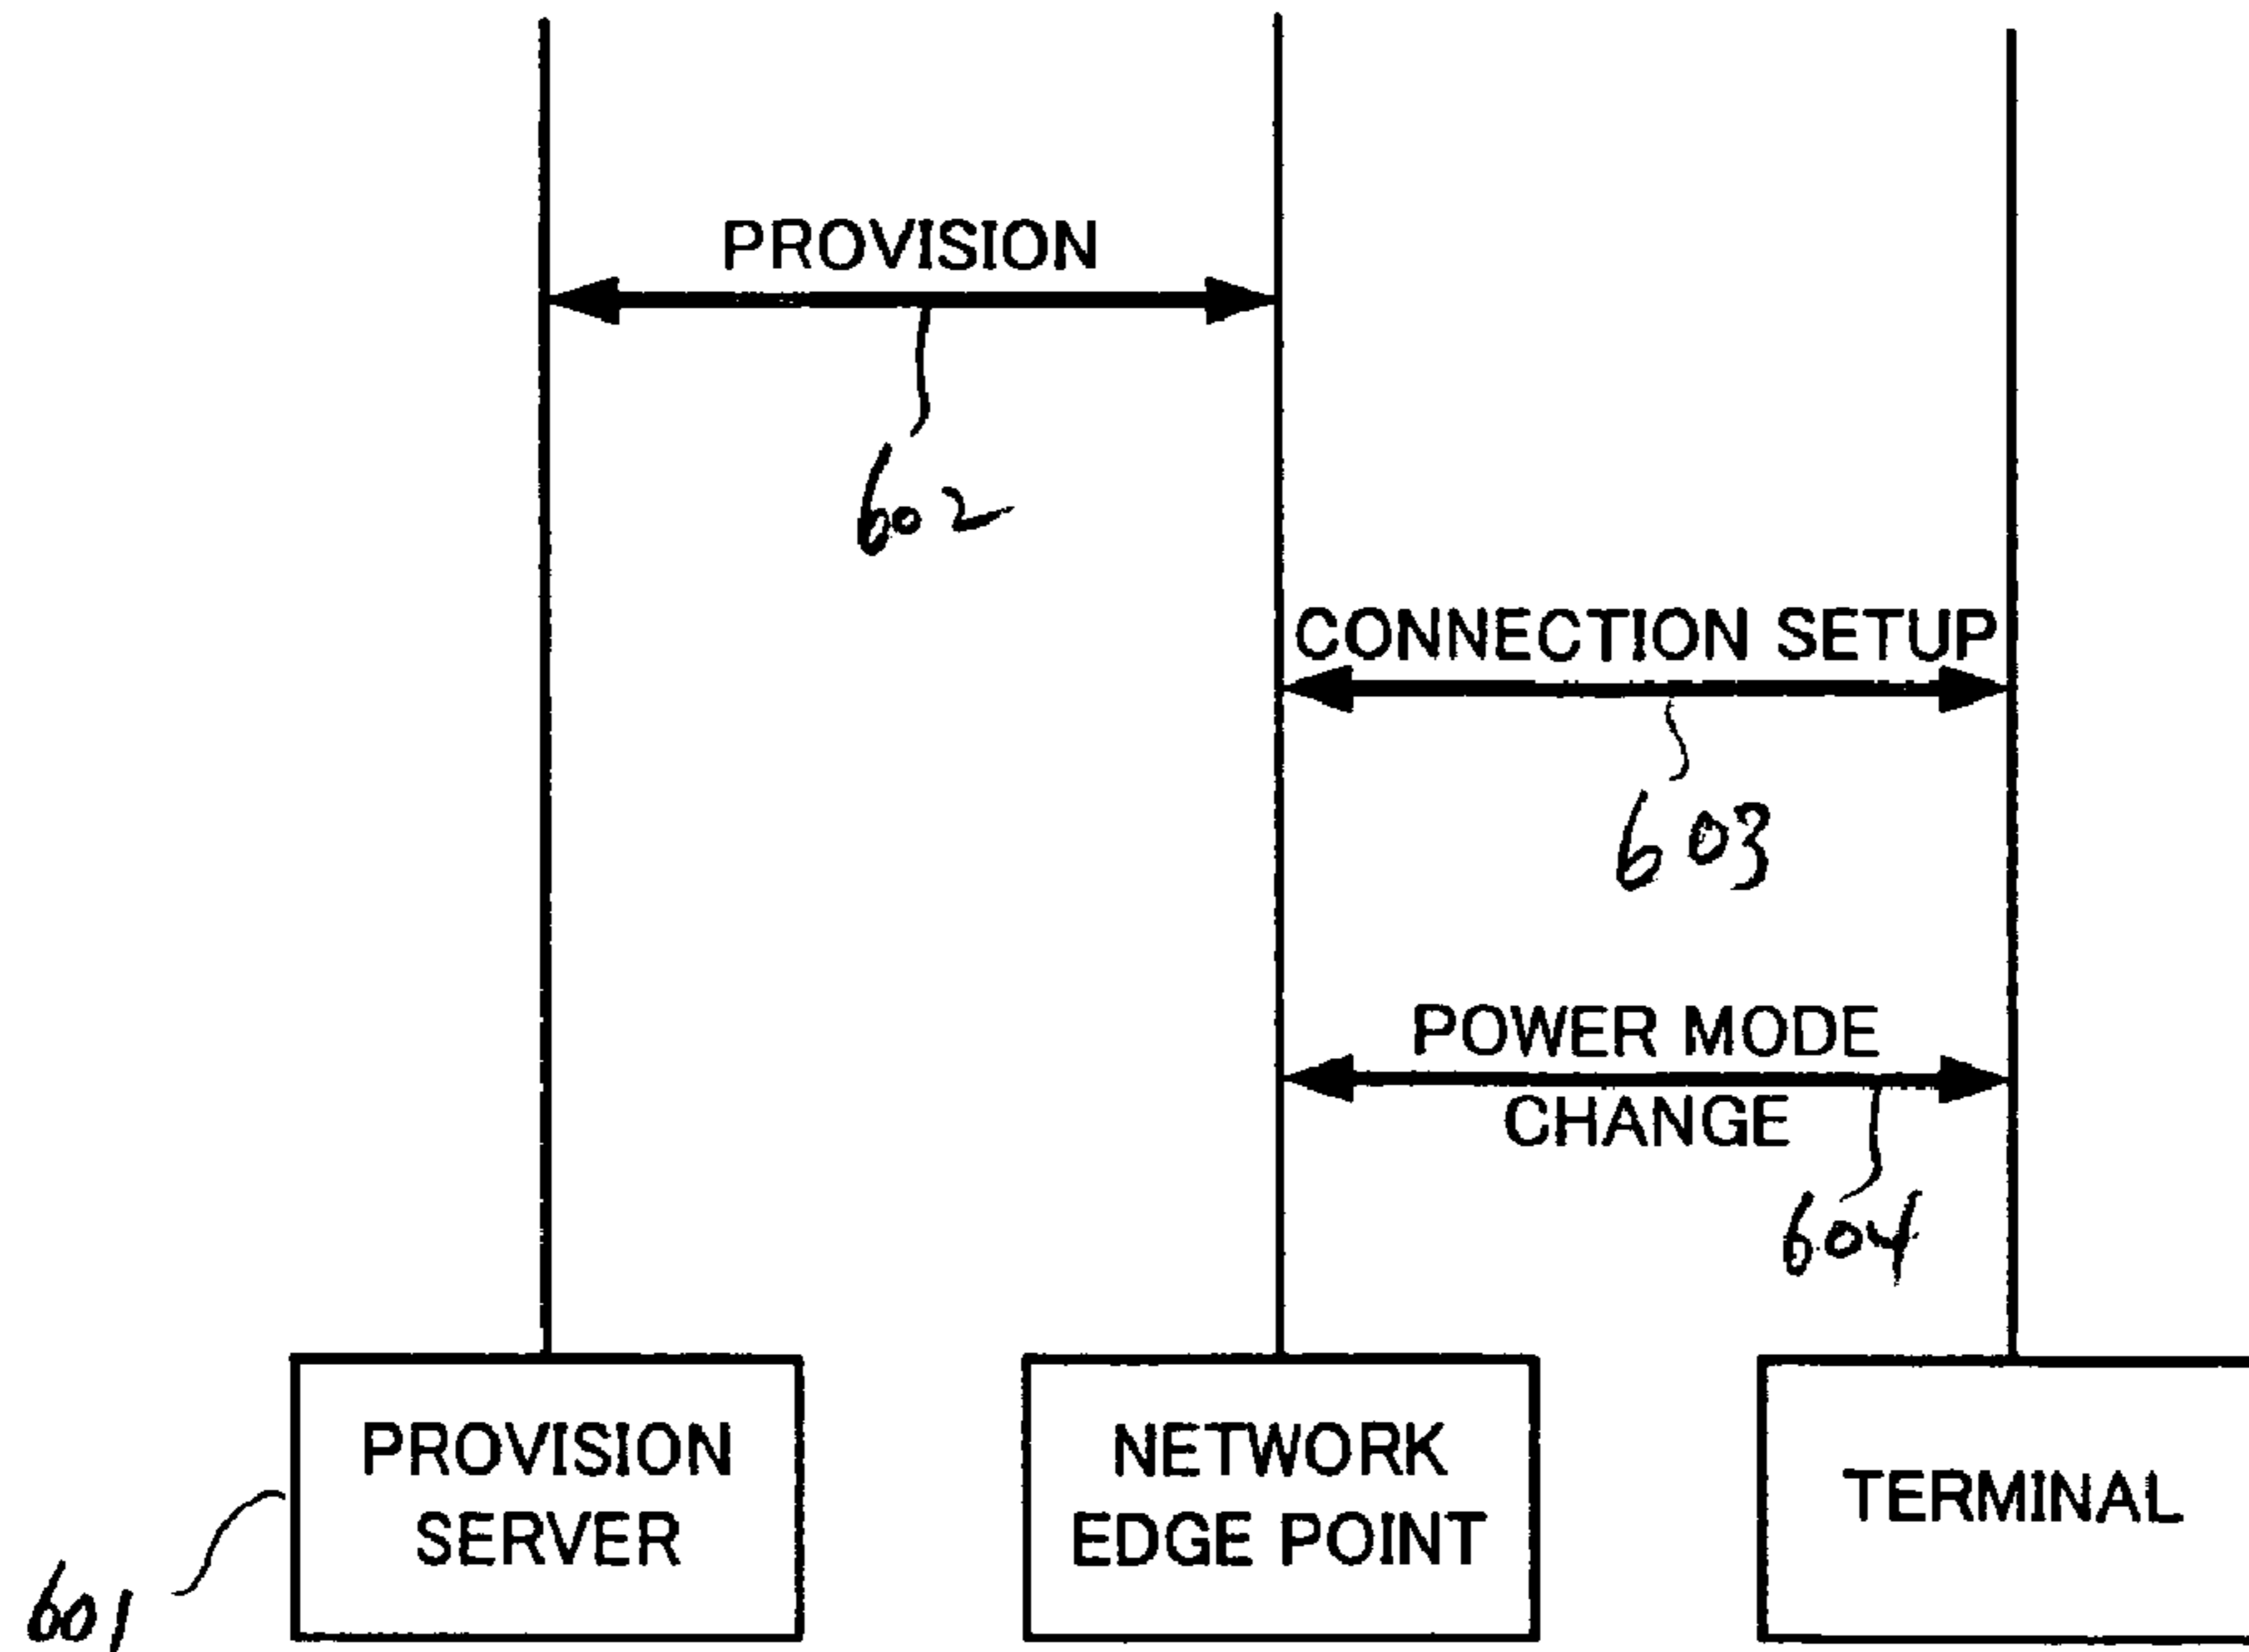 PROVISION
602
CONNECTION SETUP
603
POWER MODE
CHANGE
604
PROVISION
SERVER
NETWORK
EDGE POINT
TERMINAL
601